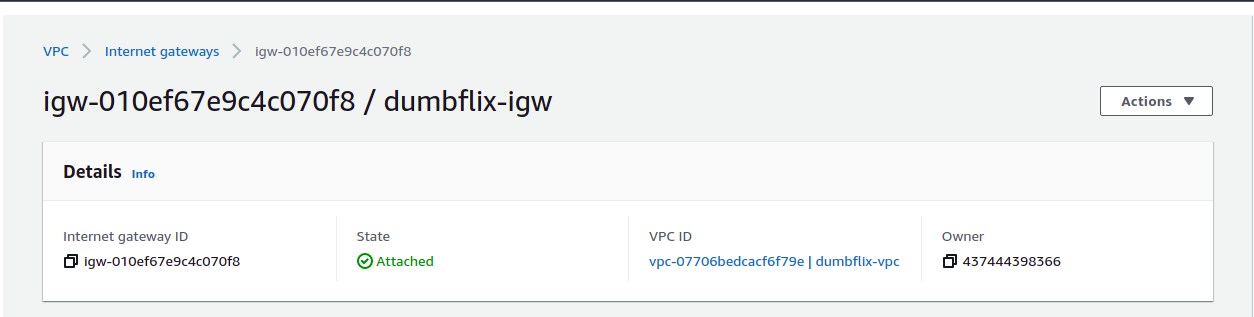 VPC > Internet gateways > igw-010ef67e9c4c070f8
igw-010ef67e9c4c070f8 / dumbflix-igw
Actions ▼
Details Info
Internet gateway ID
igw-010ef67e9c4c070f8
State
Attached
VPC ID
vpc-07706bedcacf6f79e | dumbflix-vpc
Owner
437444398366